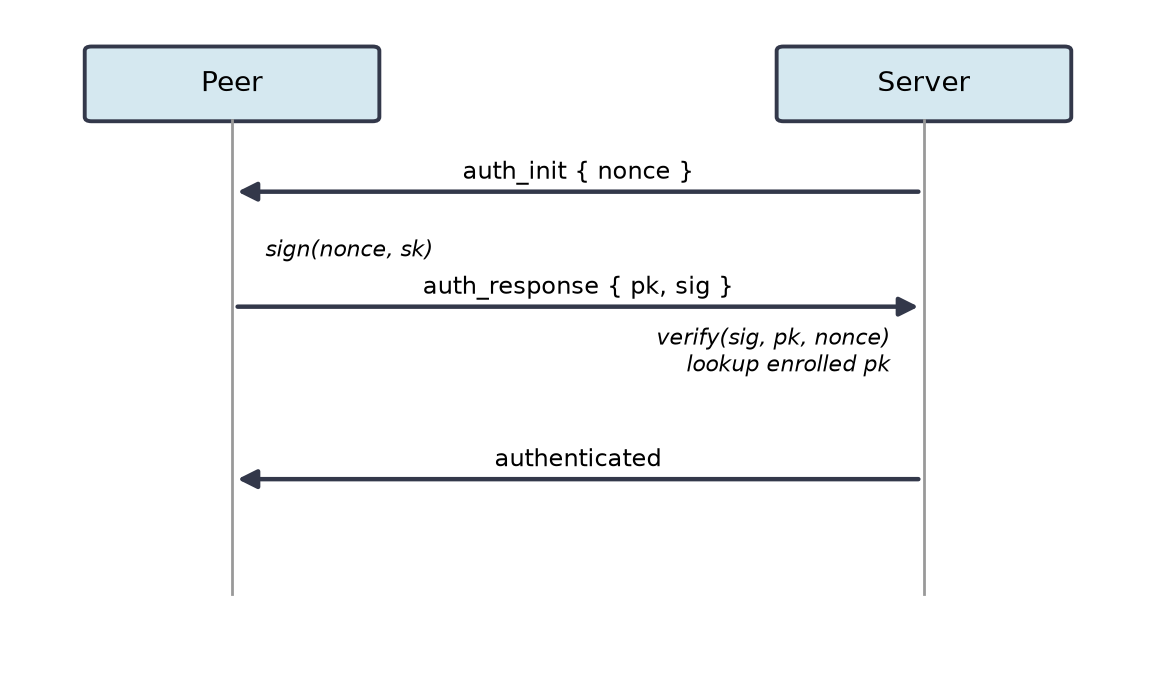 Peer
Server
auth_init { nonce }
sign(nonce, sk)
auth_response { pk, sig }
verify(sig, pk, nonce)
lookup enrolled pk
authenticated